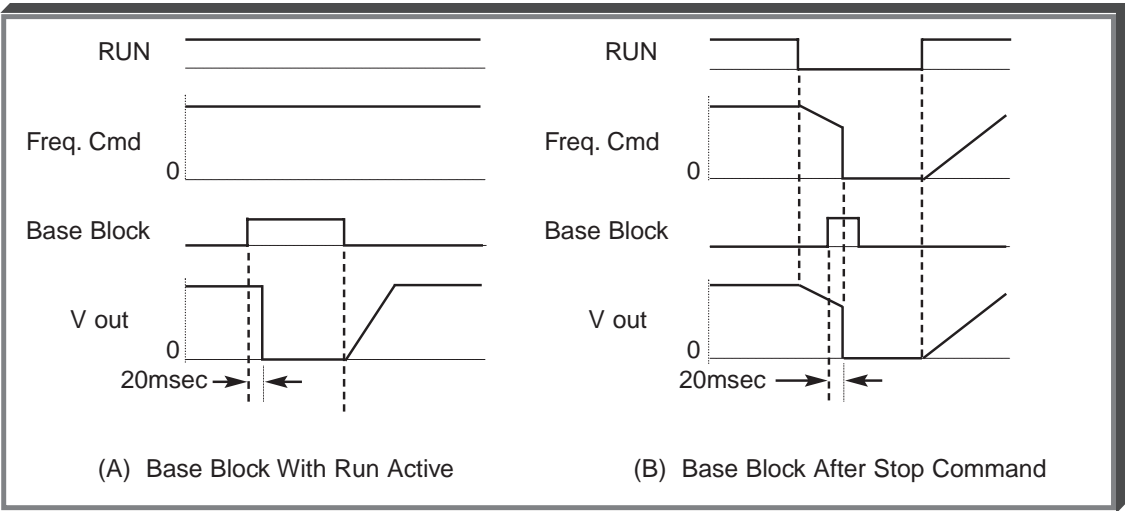 RUN
Freq. Cmd
0
Base Block
V out
0
20msec
(A) Base Block With Run Active
RUN
Freq. Cmd
0
Base Block
V out
0
20msec
(B) Base Block After Stop Command